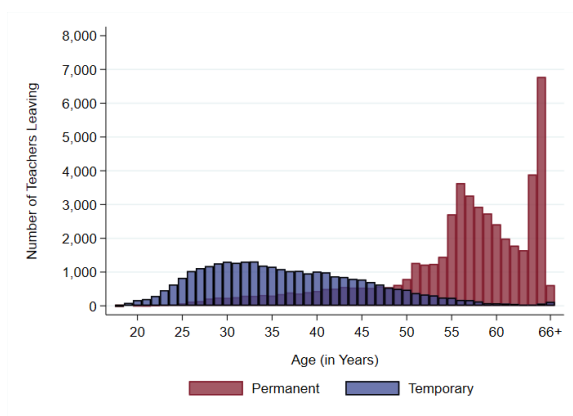 Number of Teachers Leaving
8,000
7,000
6,000
5,000
4,000
3,000
2,000
1,000
0
20 25 30 35 40 45 50 55 60 66+
Age (in Years)
Permanent Temporary